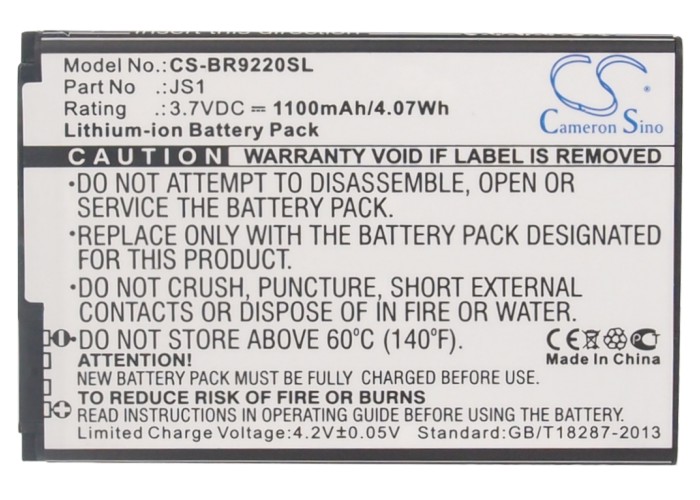 Model No.:CS-BR9220SL
Part No :JS1
Rating :3.7VDC = 1100mAh/4.07Wh
Lithium-ion Battery Pack
CS
Cameron Sino
CAUTION WARRANTY VOID IF LABEL IS REMOVED
•DO NOT ATTEMPT TO DISASSEMBLE, OPEN OR
SERVICE THE BATTERY PACK.
•REPLACE ONLY WITH THE BATTERY PACK DESIGNATED
FOR THIS PRODUCT.
•DO NOT CRUSH, PUNCTURE, SHORT EXTERNAL
CONTACTS OR DISPOSE OF IN FIRE OR WATER.
•DO NOT STORE ABOVE 60°C (140°F).
CE
Made In China
ATTENTION!
NEW BATTERY PACK MUST BE FULLY CHARGED BEFORE USE.
TO REDUCE RISK OF FIRE OR BURNS
READ INSTRUCTIONS IN OPERATING GUIDE BEFORE FIRST USE.
Limited Charge Voltage:4.2V±0.05V Standard:GB/T18287-2013